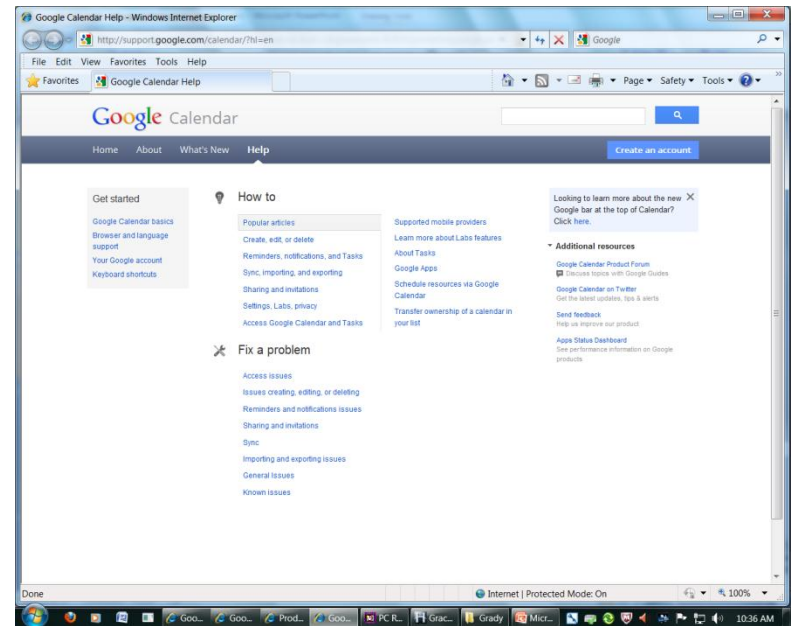 Google Calendar Help - Windows Internet Explorer
http://support.google.com/calendar/?hl=en
Google
File Edit View Favorites Tools Help
Favorites Google Calendar Help Page Safety Tools
Google Calendar
Home About What's New Help Create an account
Get started
Google Calendar basics
Browser and language
support
Your Google account
Keyboard shortcuts
How to
Popular articles
Create, edit, or delete
Reminders, notifications, and Tasks
Sync, importing, and exporting
Sharing and invitations
Settings, Labs, privacy
Access Google Calendar and Tasks
Supported mobile providers
Learn more about Labs features
About Tasks
Google Apps
Schedule resources via Google
Calendar
Transfer ownership of a calendar in
your list
Fix a problem
Access issues
Issues creating, editing, or deleting
Reminders and notifications issues
Sharing and invitations
Sync
Importing and exporting issues
General Issues
Known issues
Looking to learn more about the new
Google bar at the top of Calendar?
Click here.
Additional resources
Google Calendar Product Forum
Discuss topics with Google Guides
Google Calendar on Twitter
Get the latest updates, tips & alerts
Send feedback
Help us improve our product
Apps Status Dashboard
See performance information on Google
products
Done Internet | Protected Mode: On 100%
Goo... Goo... Prod... Goo... PC R... Grac... Grady Micr... 10:36 AM